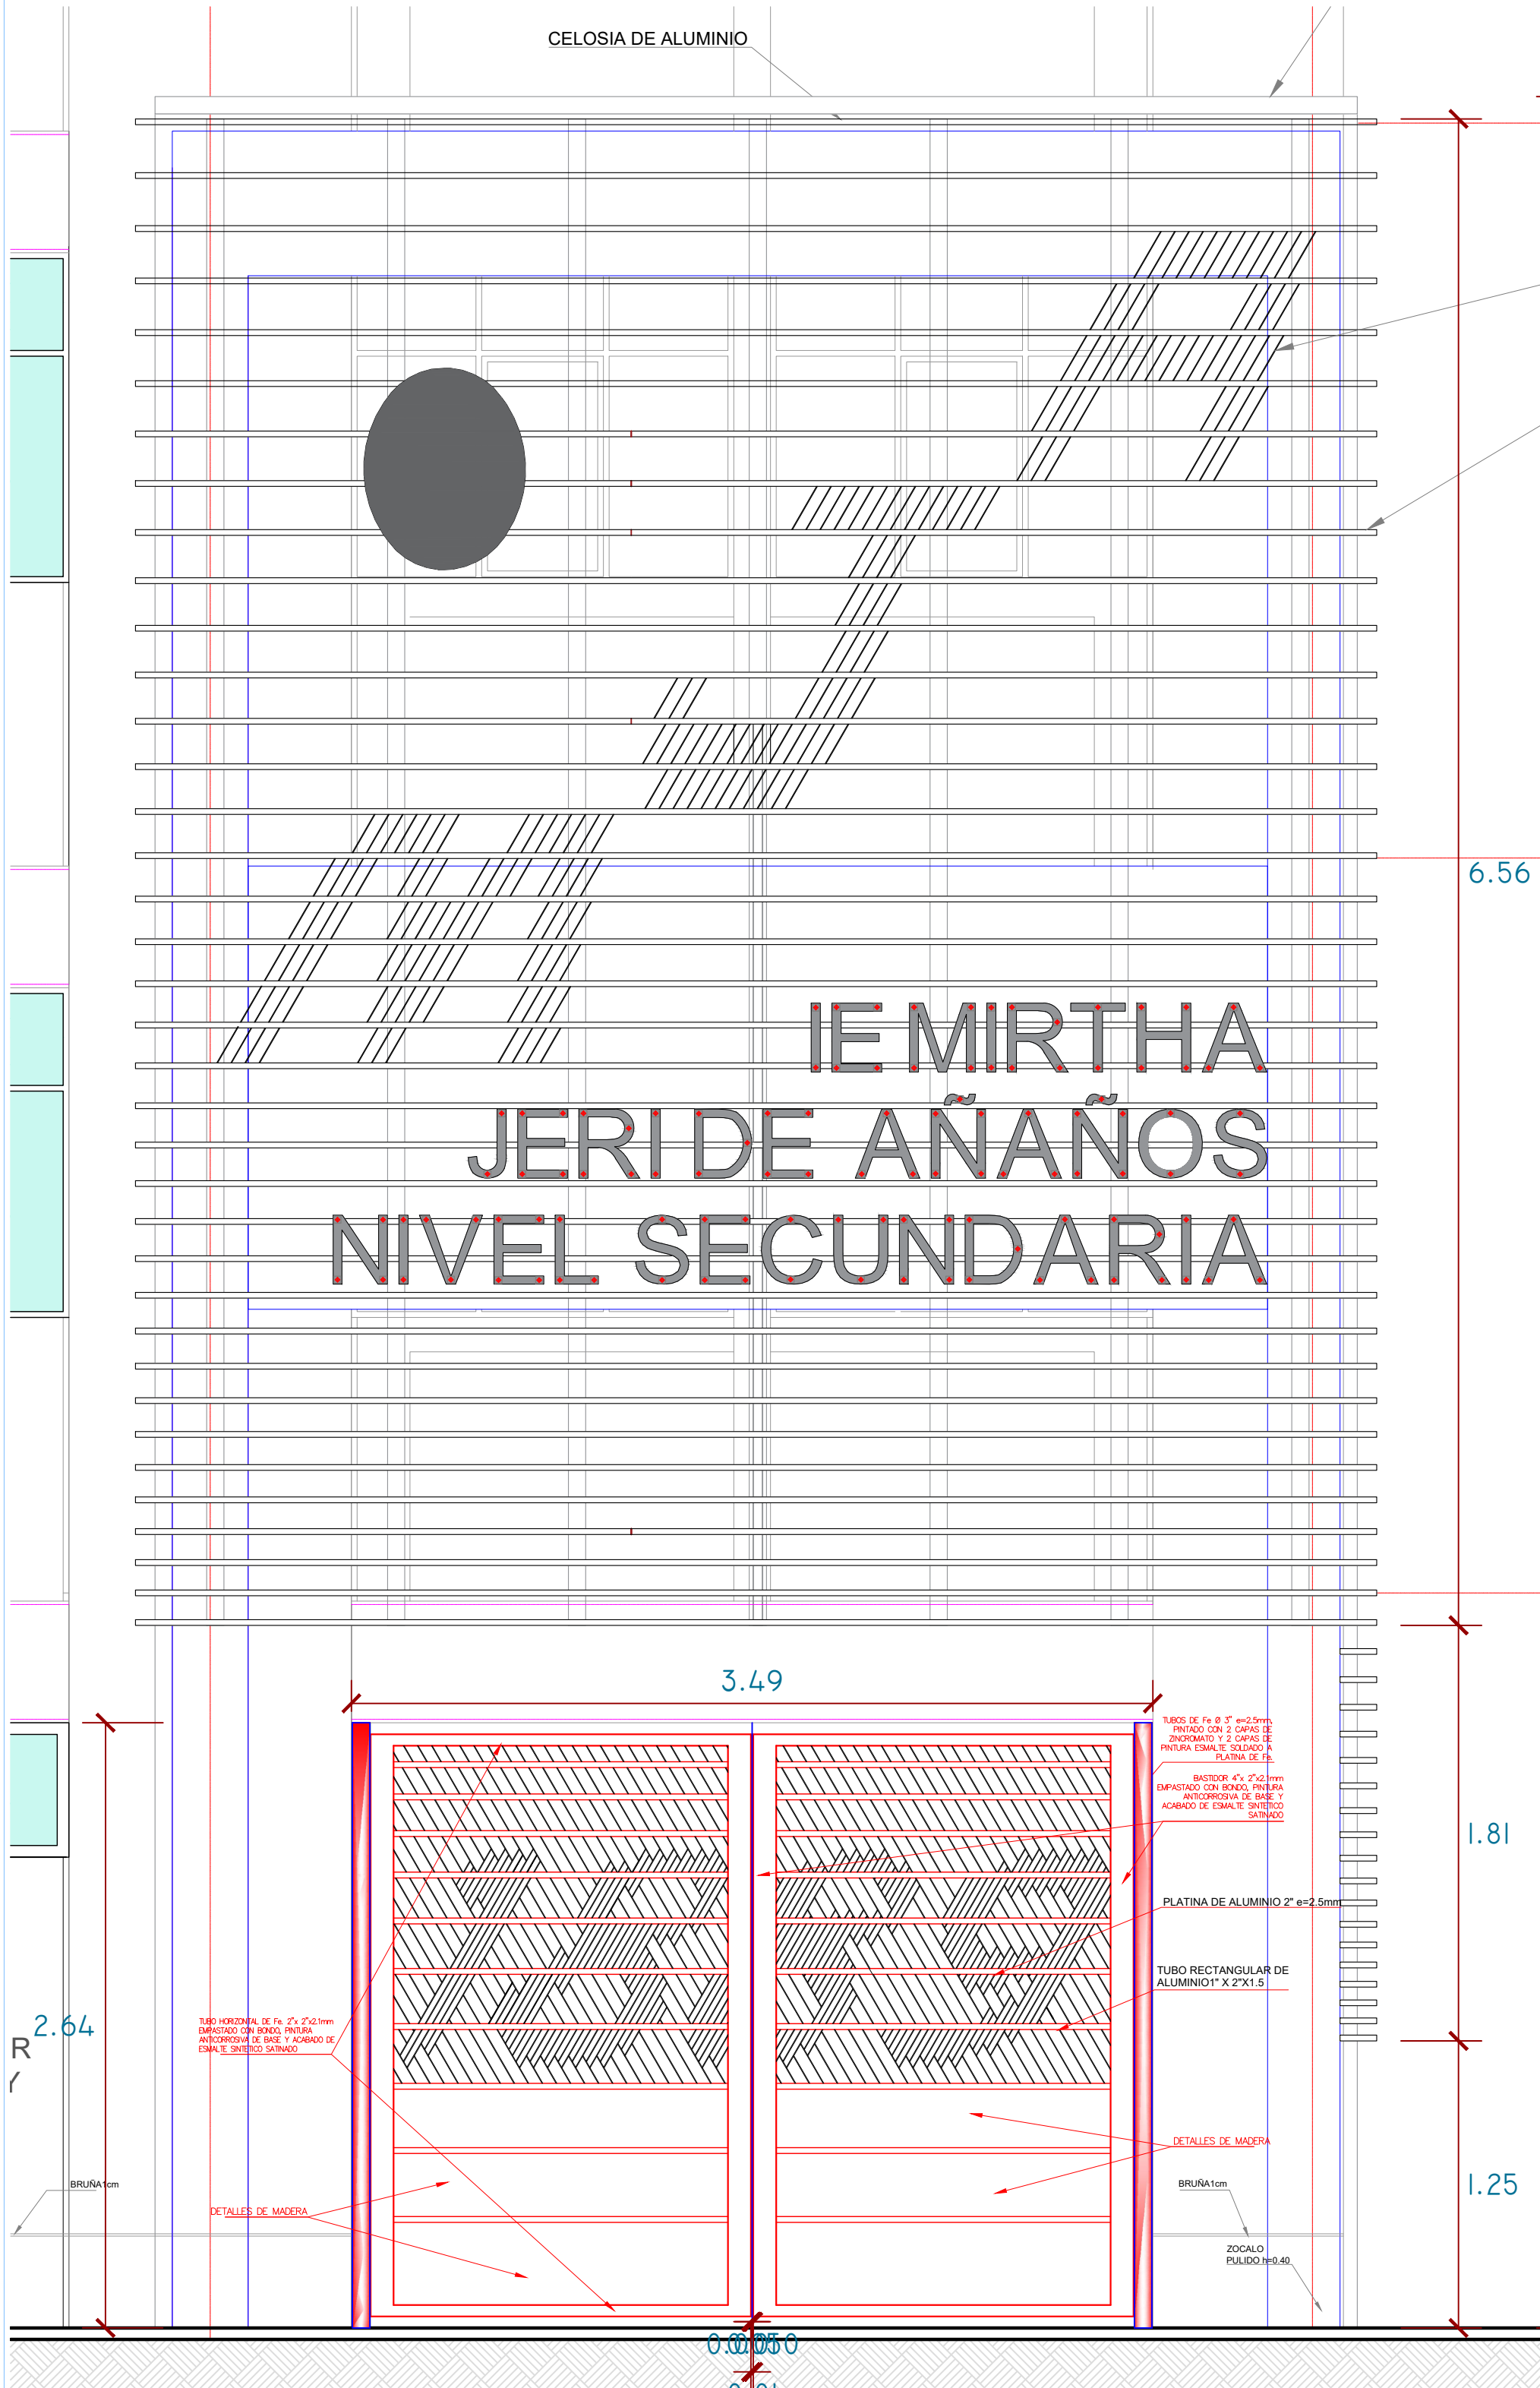 CELOSIA DE ALUMINIO
6.56
IE MIRTHA
JERI DE AÑAÑOS
NIVEL SECUNDARIA
3.49
TUBOS DE Fe Ø 3" e=2.5mm,
PINTADO CON 2 CAPAS DE
ZINCROMATO Y 2 CAPAS DE
PINTURA ESMALTE SOLDADO A
PLATINA DE Fe.
BASTIDOR 4"x 2"x2.1mm
EMPASTADO CON BONDO, PINTURA
ANTICORROSIVA DE BASE Y
ACABADO DE ESMALTE SINTETICO
SATINADO
1.81
PLATINA DE ALUMINIO 2" e=2.5mm
TUBO RECTANGULAR DE
ALUMINIO1" X 2"X1.5
TUBO HORIZONTAL DE Fe. 2"x 2"x2.1mm
EMPASTADO CON BONDO, PINTURA
ANTICORROSIVA DE BASE Y ACABADO DE
ESMALTE SINTETICO SATINADO
2.64
R
Y
DETALLES DE MADERA
BRUÑA1cm
BRUÑA1cm
1.25
DETALLES DE MADERA
ZOCALO
PULIDO h=0.40